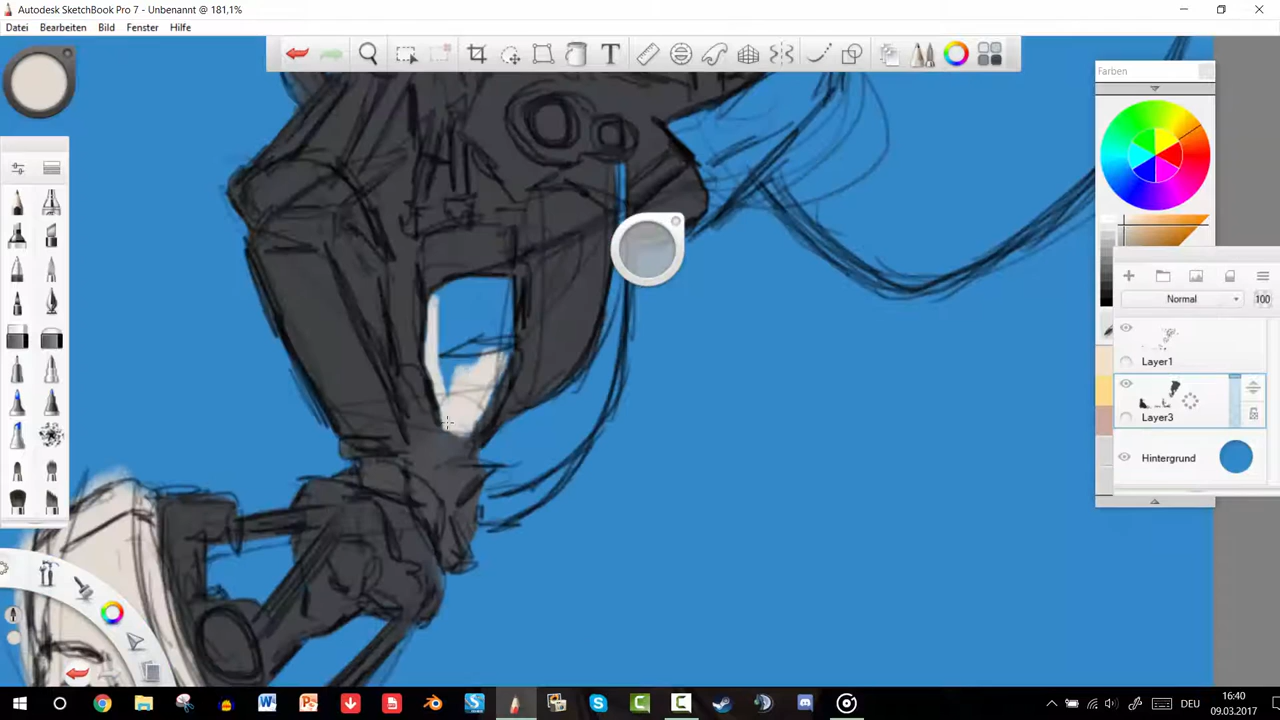 Autodesk SketchBook Pro 7 - Unbenannt @ 181,1%
Datei Bearbeiten Bild Fenster Hilfe
Farben
Normal 100
Layer1
Layer3
Hintergrund
DEU
16:40
09.03.2017